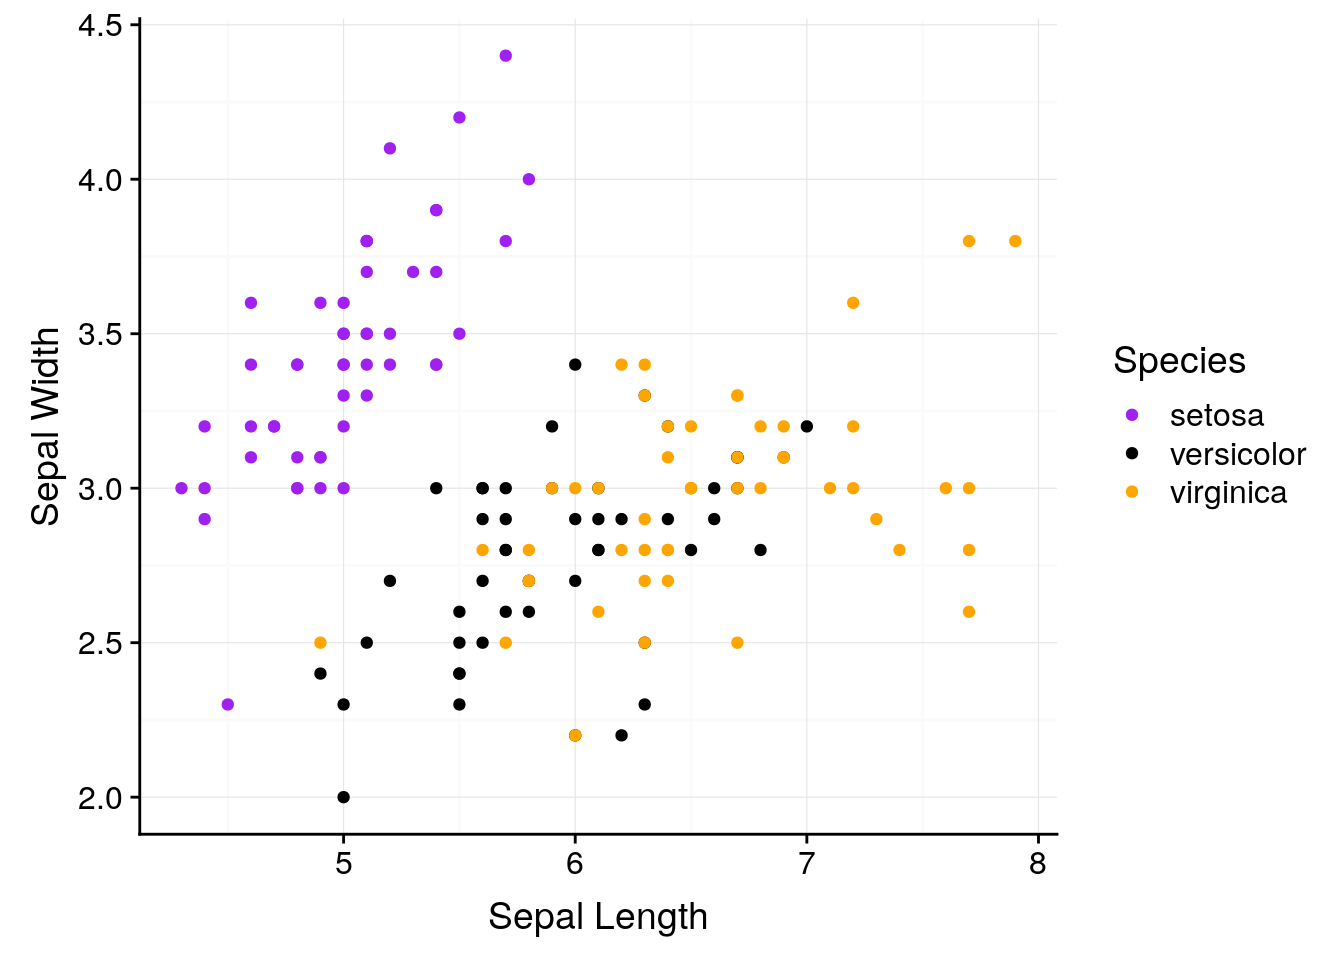 4.5
4.0
3.5
3.0
2.5
2.0
Sepal Width
5 6 7 8
Sepal Length
Species
setosa
versicolor
virginica